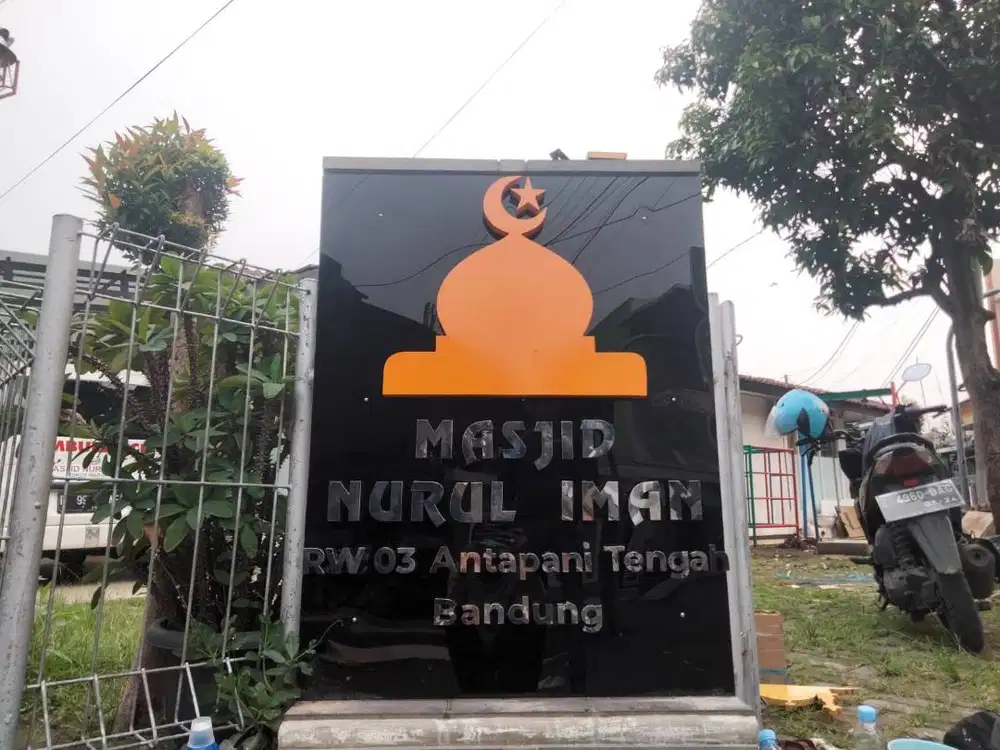 MASJID
NURUL IMAN
RW 03 Antapani Tengah
Bandung